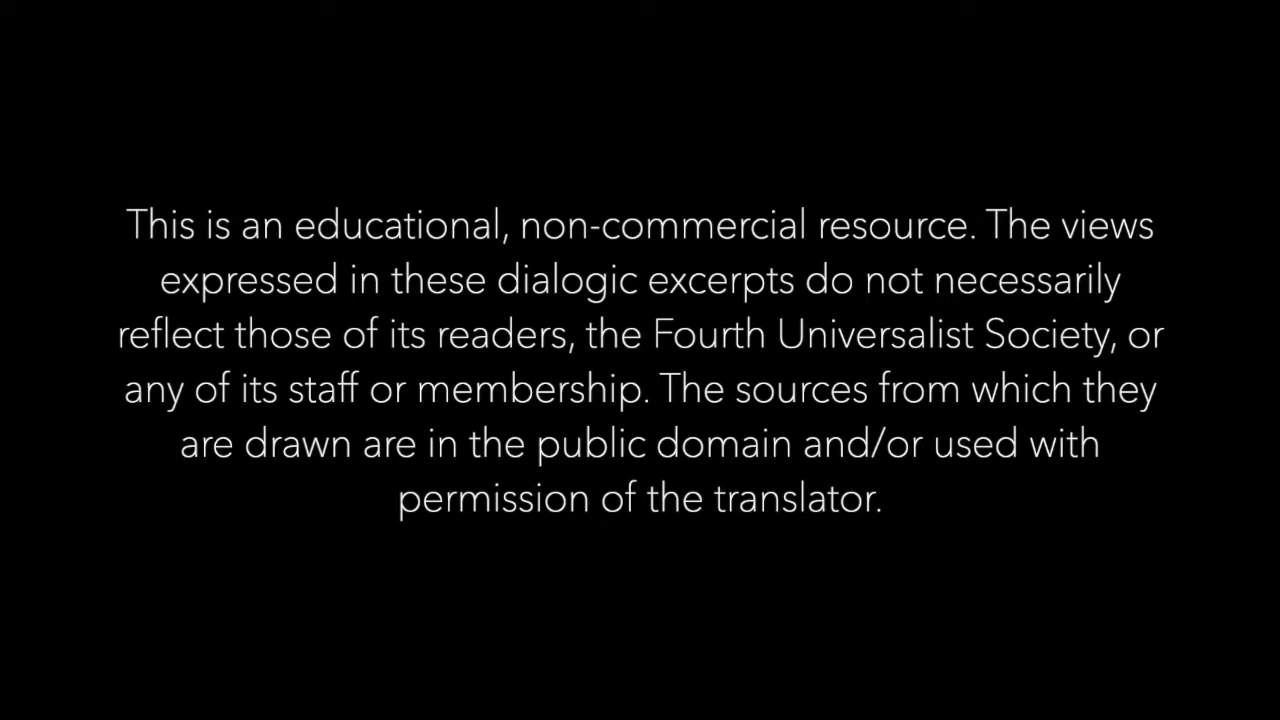 This is an educational, non-commercial resource. The views
expressed in these dialogic excerpts do not necessarily
reflect those of its readers, the Fourth Universalist Society, or
any of its staff or membership. The sources from which they
are drawn are in the public domain and/or used with
permission of the translator.